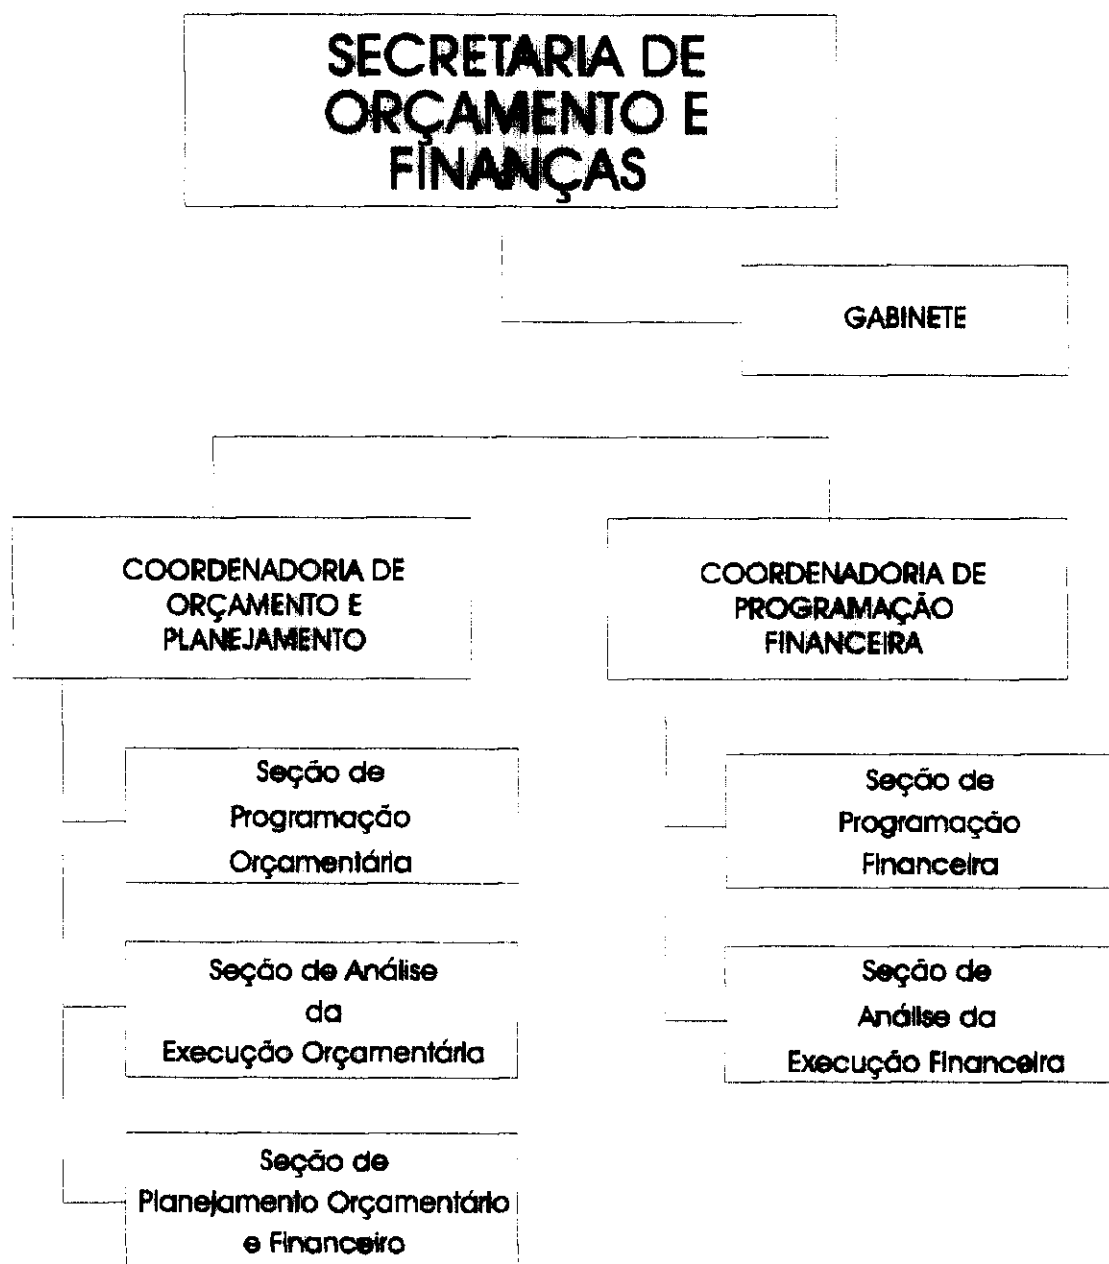 SECRETARIA DE
ORÇAMENTO E
FINANÇAS
GABINETE
COORDENADORIA DE
ORÇAMENTO E
PLANEJAMENTO
COORDENADORIA DE
PROGRAMAÇÃO
FINANCEIRA
Seção de
Programação
Orçamentária
Seção de
Programação
Financeira
Seção de Análise
da
Execução Orçamentária
Seção de
Análise da
Execução Financeira
Seção de
Planejamento Orçamentário
e Financeiro